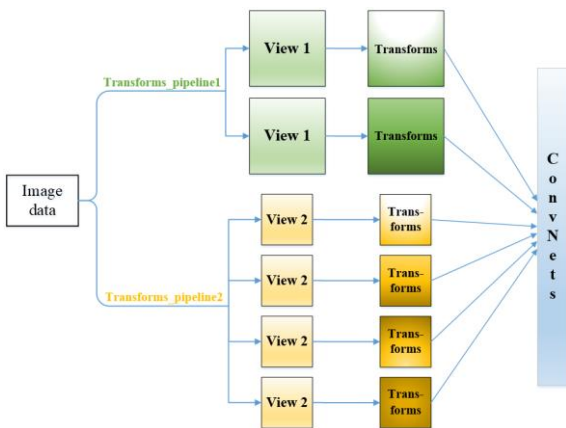 View 1
Transforms
Transforms_pipeline1
View 1
Transforms
Image
data
View 2
Trans-
forms
Transforms_pipeline2
View 2
Trans-
forms
View 2
Trans-
forms
View 2
Trans-
forms
ConvNets